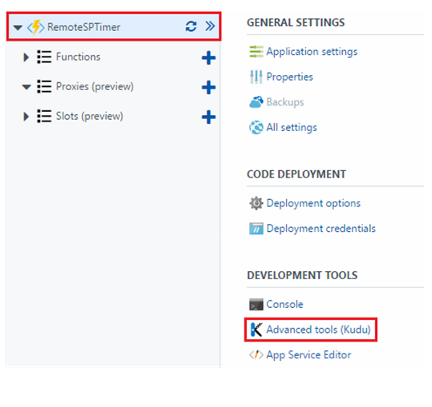 RemoteSPTimer
Functions
Proxies (preview)
Slots (preview)
GENERAL SETTINGS
Application settings
Properties
Backups
All settings
CODE DEPLOYMENT
Deployment options
Deployment credentials
DEVELOPMENT TOOLS
Console
Advanced tools (Kudu)
App Service Editor